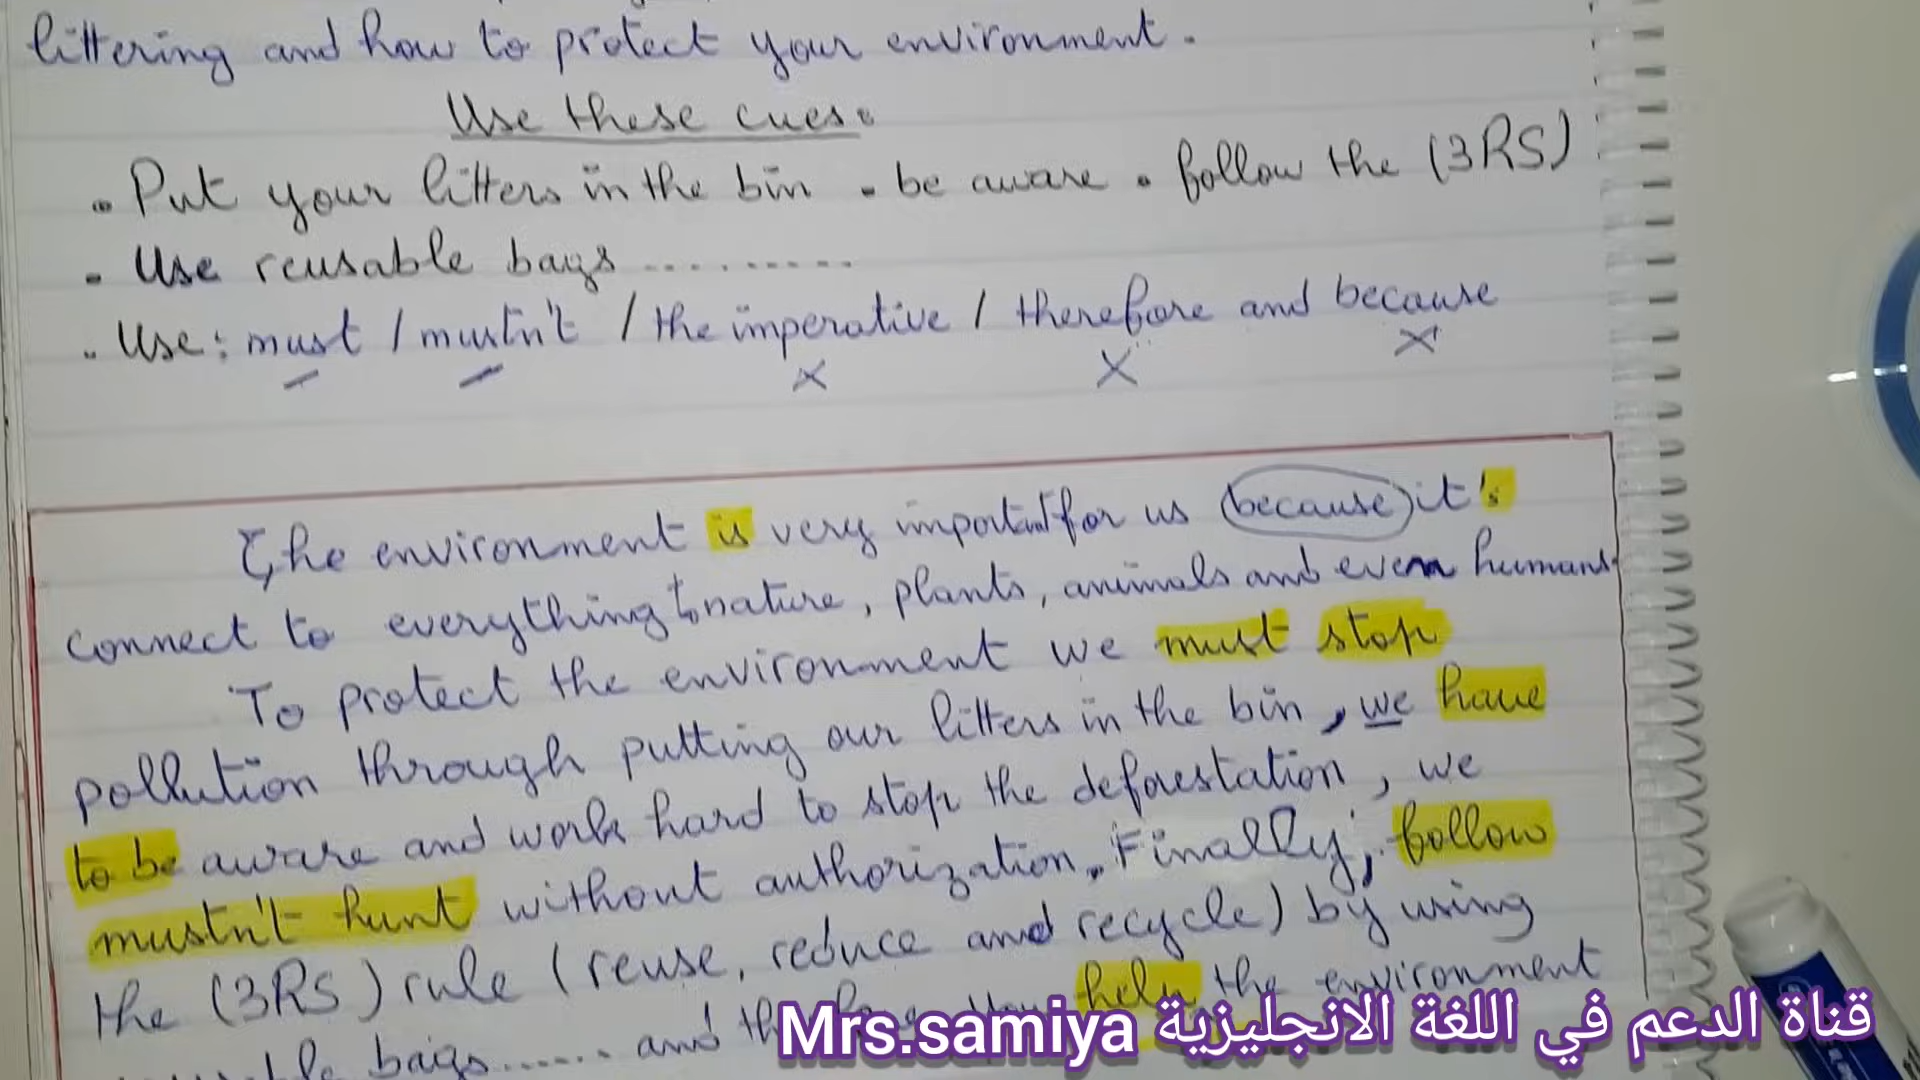 littering and how to protect your environment.
Use these cues:
. Put your litters in the bin . be aware . follow the (3RS)
- Use reusable bags ..........
.. Use: must / mustn't / the imperative / therefore and because
The environment is very important for us because it's
connect to everything to nature, plants, animals and even humans.
To protect the environment we must stop
pollution through putting our litters in the bin, we have
to be aware and work hard to stop the deforestation, we
mustn't hunt without authorization. Finally, follow
the (3RS) rule (reuse, reduce and recycle) by using
bags...... and help the environment
Mrs.samiya قناة الدعم في اللغة الانجليزية